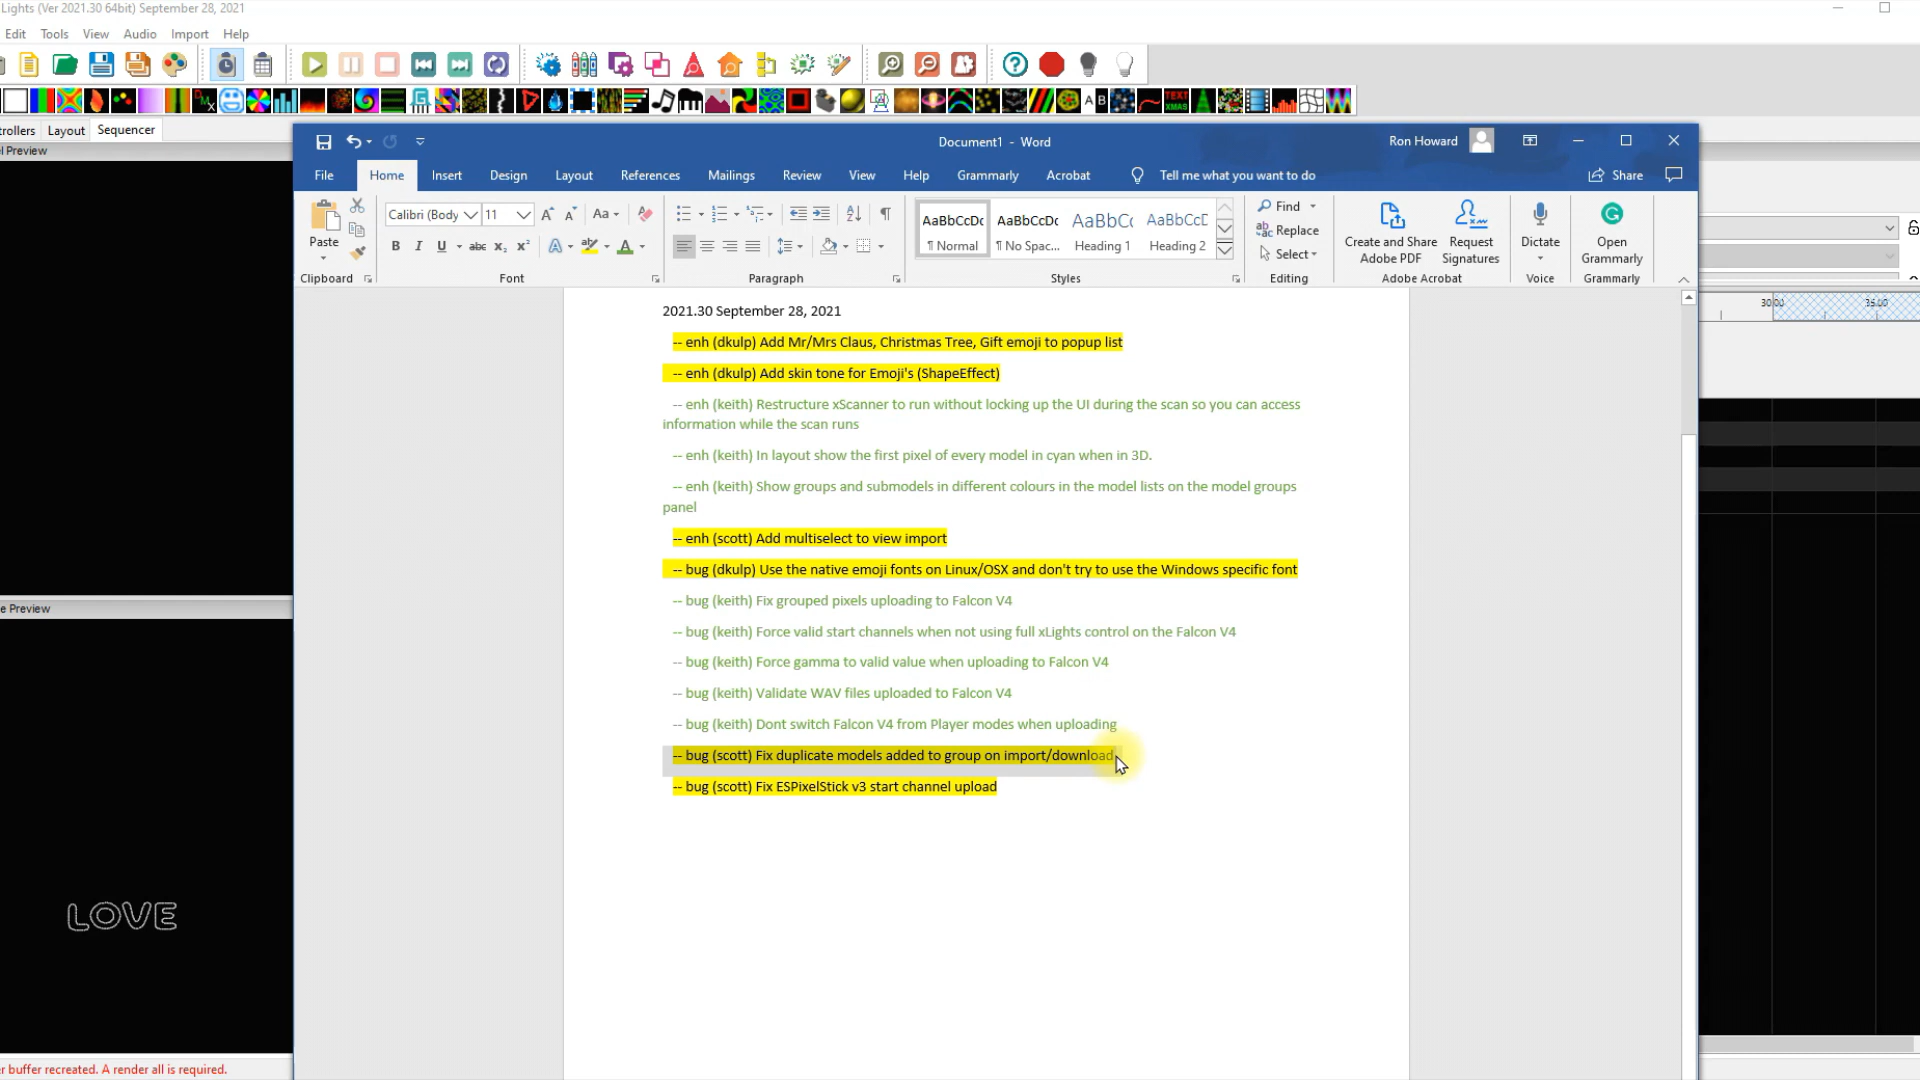 Lights (Ver 2021.30 64bit) September 28, 2021
Edit Tools View Audio Import Help
A B
TEXT XMAS
trollers Layout Sequencer
l Preview
Document1 - Word
Ron Howard
File Home Insert Design Layout References Mailings Review View Help Grammarly Acrobat Tell me what you want to do Share
Calibri (Body 11 Aa
Paste
B I U abc x2 x2 A A
AaBbCcDc AaBbCcDc AaBbCc AaBbCcE
¶ Normal ¶ No Spac... Heading 1 Heading 2
Find
Replace
Select
Create and Share Adobe PDF
Request Signatures
Dictate
Open Grammarly
Clipboard Font Paragraph Styles Editing Adobe Acrobat Voice Grammarly
30.00 35.00
2021.30 September 28, 2021
-- enh (dkulp) Add Mr/Mrs Claus, Christmas Tree, Gift emoji to popup list
-- enh (dkulp) Add skin tone for Emoji's (ShapeEffect)
-- enh (keith) Restructure xScanner to run without locking up the UI during the scan so you can access
information while the scan runs
-- enh (keith) In layout show the first pixel of every model in cyan when in 3D.
-- enh (keith) Show groups and submodels in different colours in the model lists on the model groups
panel
-- enh (scott) Add multiselect to view import
-- bug (dkulp) Use the native emoji fonts on Linux/OSX and don't try to use the Windows specific font
-- bug (keith) Fix grouped pixels uploading to Falcon V4
-- bug (keith) Force valid start channels when not using full xLights control on the Falcon V4
-- bug (keith) Force gamma to valid value when uploading to Falcon V4
-- bug (keith) Validate WAV files uploaded to Falcon V4
-- bug (keith) Dont switch Falcon V4 from Player modes when uploading
-- bug (scott) Fix duplicate models added to group on import/download
-- bug (scott) Fix ESPixelStick v3 start channel upload
e Preview
LOVE
r buffer recreated. A render all is required.